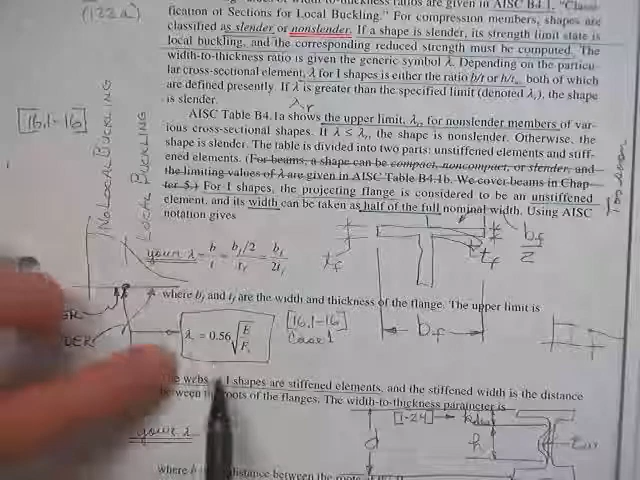 width-to-thickness ratios are given in AISC B4.1, "Classi-
(122a)
fication of Sections for Local Buckling." For compression members, shapes are
classified as slender or nonslender. If a shape is slender, its strength limit state is
local buckling, and the corresponding reduced strength must be computed. The
width-to-thickness ratio is given the generic symbol λ. Depending on the particu-
lar cross-sectional element, λ for I shapes is either the ratio b/t or h/tw, both of which
are defined presently. If λ is greater than the specified limit (denoted λr), the shape
is slender.
λr
AISC Table B4.1a shows the upper limit, λr, for nonslender members of var-
[16.1-16]
ious cross-sectional shapes. If λ ≤ λr, the shape is nonslender. Otherwise, the
shape is slender. The table is divided into two parts: unstiffened elements and stiff-
ened elements. (For beams, a shape can be compact, noncompact, or slender, and
the limiting values of λ are given in AISC Table B4.1b. We cover beams in Chap-
ter 5.) For I shapes, the projecting flange is considered to be an unstiffened
element, and its width can be taken as half of the full nominal width. Using AISC
notation gives
NO LOCAL BUCKLING
LOCAL BUCKLING
your λ = b/t = (bf/2)/tf = bf/2tf
tf
tf
bf/2
where bf and tf are the width and thickness of the flange. The upper limit is
bf
DER
λr = 0.56 √(E/Fy)
[16.1-16]
Case 1
The webs of I shapes are stiffened elements, and the stiffened width is the distance
between the roots of the flanges. The width-to-thickness parameter is
your λ
[1-24]
kdes
d
h
where h distance between the roots